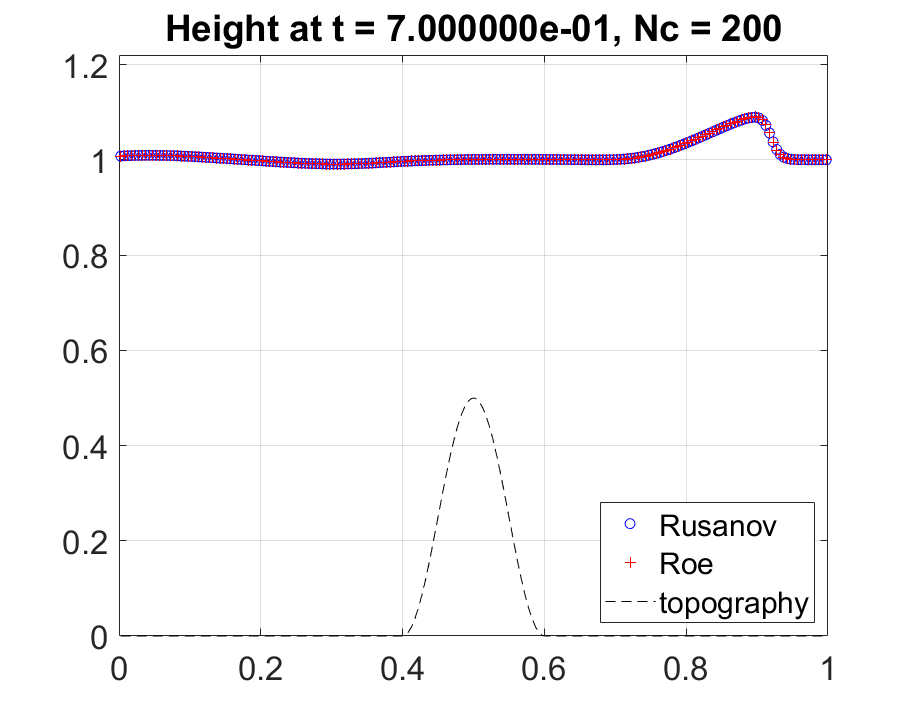 Height at t = 7.000000e-01, Nc = 200
1.2
1
0.8
0.6
0.4
0.2
0
0 0.2 0.4 0.6 0.8 1
Rusanov
Roe
topography